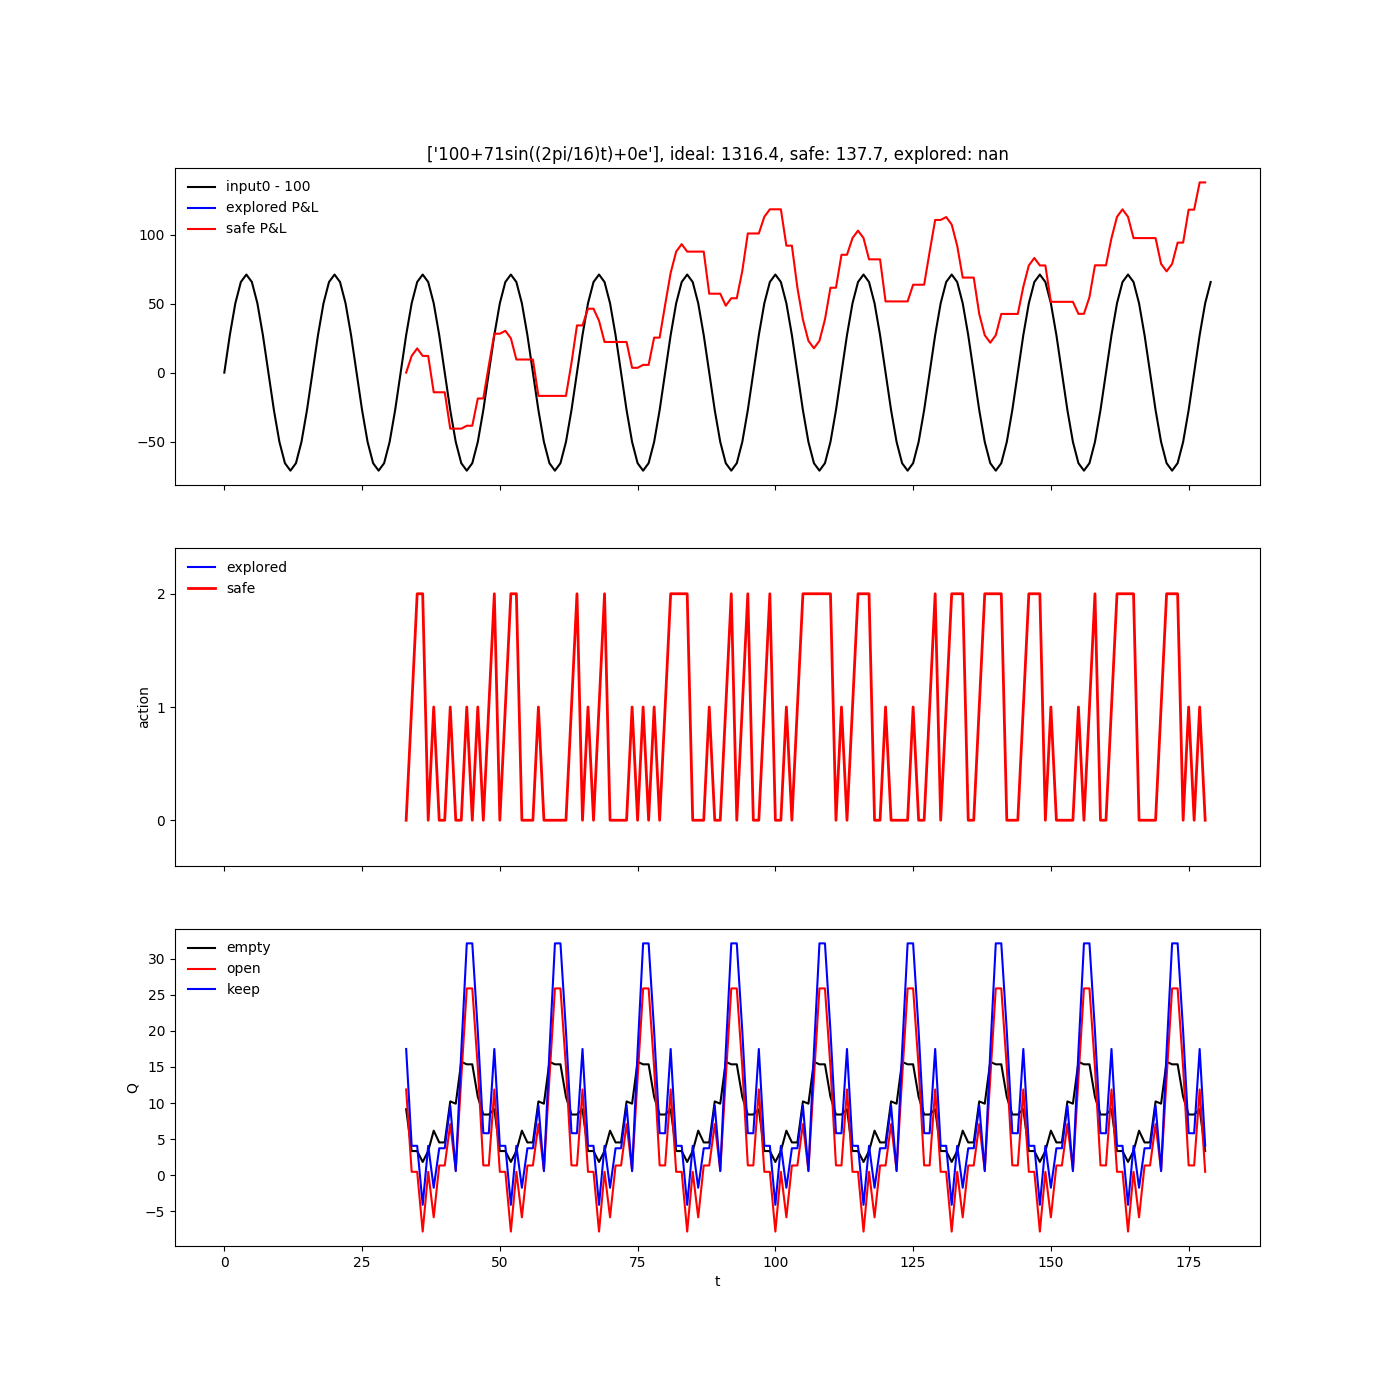 ['100+71sin((2pi/16)t)+0e'], ideal: 1316.4, safe: 137.7, explored: nan
input0 - 100
explored P&L
safe P&L
100
50
0
−50
explored
safe
2
1
0
action
empty
open
keep
30
25
20
15
10
5
0
−5
Q
0 25 50 75 100 125 150 175
t